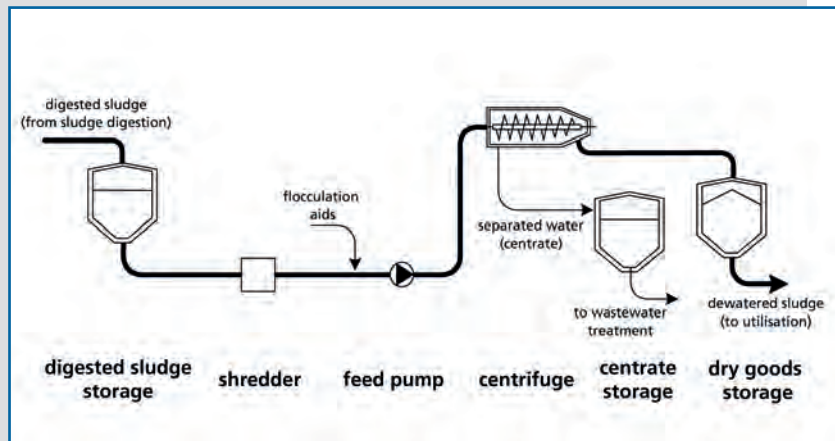 digested sludge
(from sludge digestion)
flocculation
aids
separated water
(centrate)
to wastewater
treatment
dewatered sludge
(to utilisation)
digested sludge
storage
shredder
feed pump
centrifuge
centrate
storage
dry goods
storage